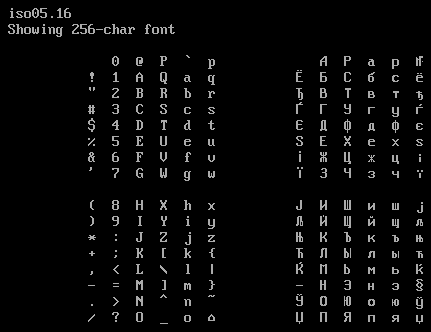 iso05.16
Showing 256-char font
0 @ P ` p А Р а р №
! 1 A Q a q Ё Б С б с ё
" 2 B R b r Ђ В Т в т ђ
# 3 C S c s Ѓ Г У г у ѓ
$ 4 D T d t Є Д Ф д ф є
% 5 E U e u Ѕ Е Х е х ѕ
& 6 F V f v І Ж Ц ж ц і
' 7 G W g w Ї З Ч з ч ї
( 8 H X h x Ј И Ш и ш ј
) 9 I Y i y Љ Й Щ й щ љ
* : J Z j z Њ К Ъ к ъ њ
+ ; K [ k { Ћ Л Ы л ы ћ
, < L \ l | Ќ М Ь м ь ќ
- = M ] m } - Н Э н э §
. > N ^ n ~ Ў О Ю о ю ў
/ ? O _ o ⌂ Џ П Я п я џ